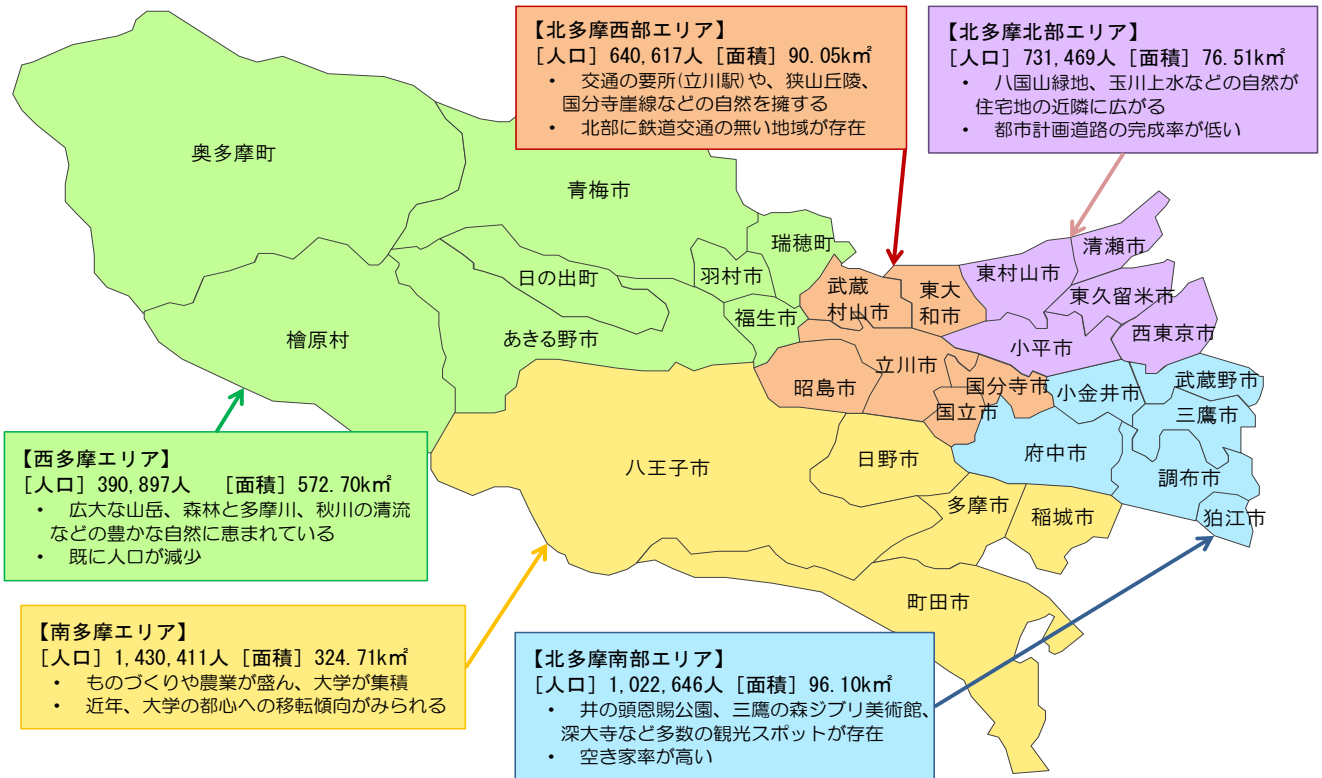 【北多摩西部エリア】
[人口] 640,617人 [面積] 90.05k㎡
・ 交通の要所(立川駅)や、狭山丘陵、
国分寺崖線などの自然を擁する
・ 北部に鉄道交通の無い地域が存在
【北多摩北部エリア】
[人口] 731,469人 [面積] 76.51k㎡
・ 八国山緑地、玉川上水などの自然が
住宅地の近隣に広がる
・ 都市計画道路の完成率が低い
奥多摩町
青梅市
瑞穂町
羽村市
日の出町
福生市
あきる野市
檜原村
武蔵
村山市
東大
和市
東村山市
清瀬市
東久留米市
西東京市
小平市
立川市
昭島市
国分寺市
国立市
小金井市
武蔵野市
三鷹市
府中市
調布市
狛江市
八王子市
日野市
多摩市
稲城市
町田市
【西多摩エリア】
[人口] 390,897人 [面積] 572.70k㎡
・ 広大な山岳、森林と多摩川、秋川の清流
などの豊かな自然に恵まれている
・ 既に人口が減少
【南多摩エリア】
[人口] 1,430,411人 [面積] 324.71k㎡
・ ものづくりや農業が盛ん、大学が集積
・ 近年、大学の都心への移転傾向がみられる
【北多摩南部エリア】
[人口] 1,022,646人 [面積] 96.10k㎡
・ 井の頭恩賜公園、三鷹の森ジブリ美術館、
深大寺など多数の観光スポットが存在
・ 空き家率が高い